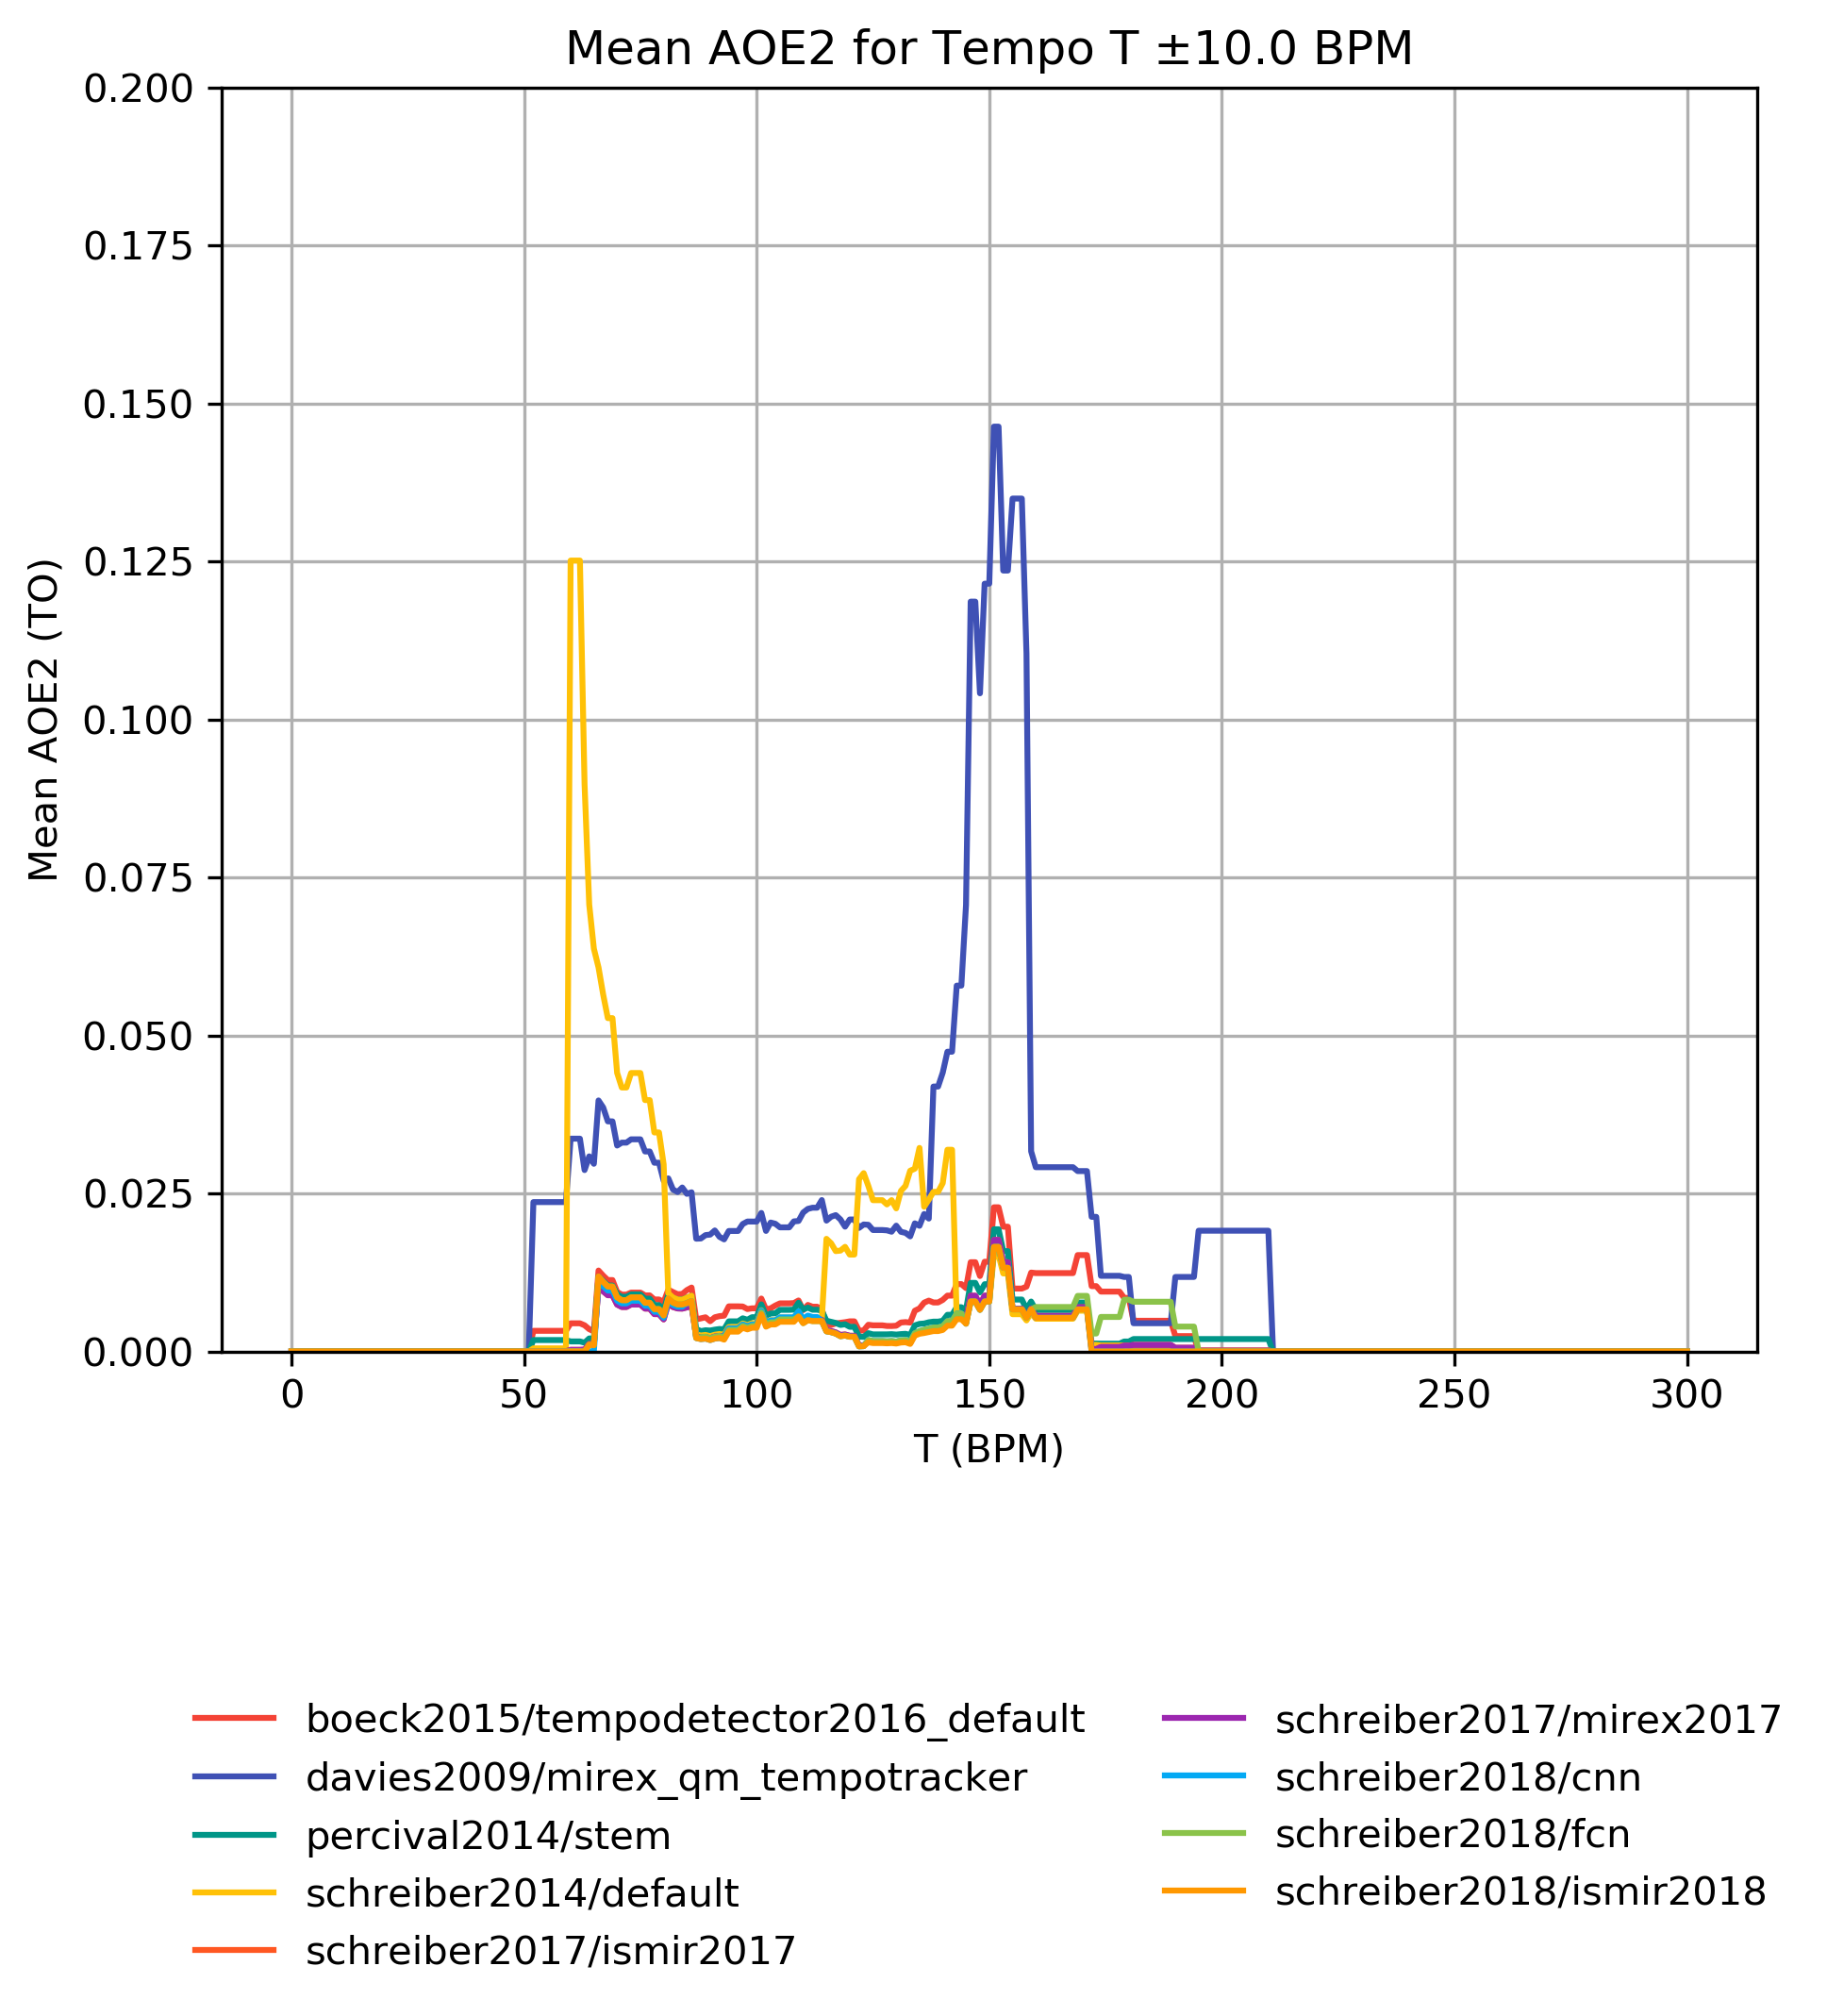 Mean AOE2 for Tempo T ±10.0 BPM
0.200
0.175
0.150
0.125
0.100
0.075
0.050
0.025
0.000
Mean AOE2 (TO)
0 50 100 150 200 250 300
T (BPM)
boeck2015/tempodetector2016_default
davies2009/mirex_qm_tempotracker
percival2014/stem
schreiber2014/default
schreiber2017/ismir2017
schreiber2017/mirex2017
schreiber2018/cnn
schreiber2018/fcn
schreiber2018/ismir2018